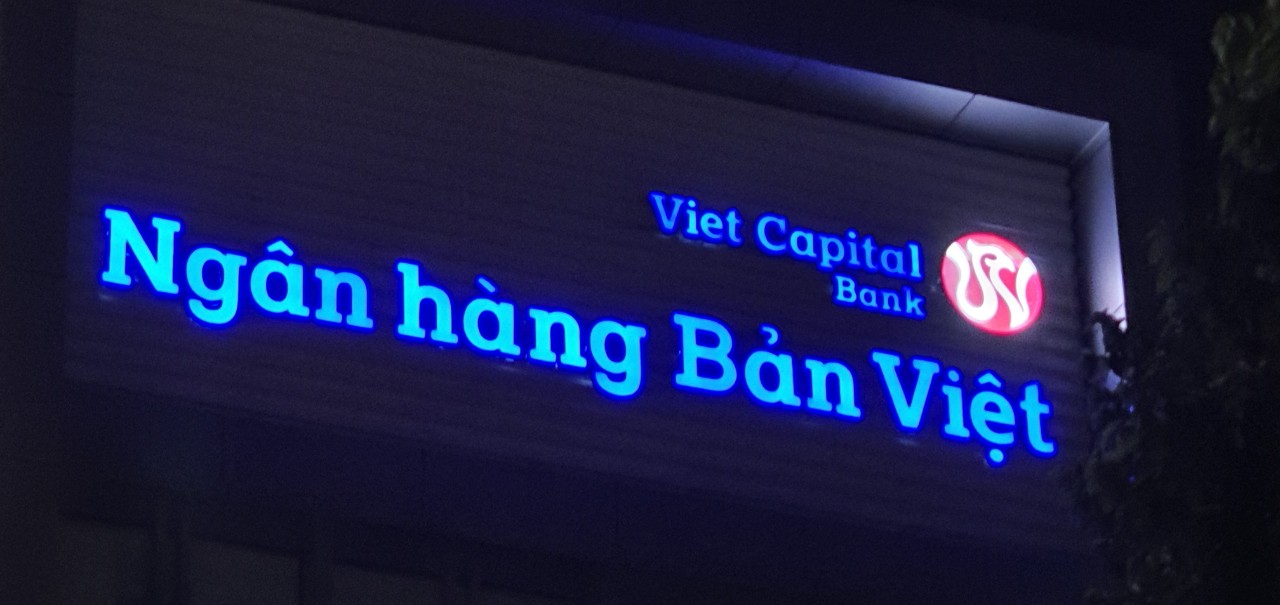 Viet Capital
Bank
Ngân hàng Bản Việt